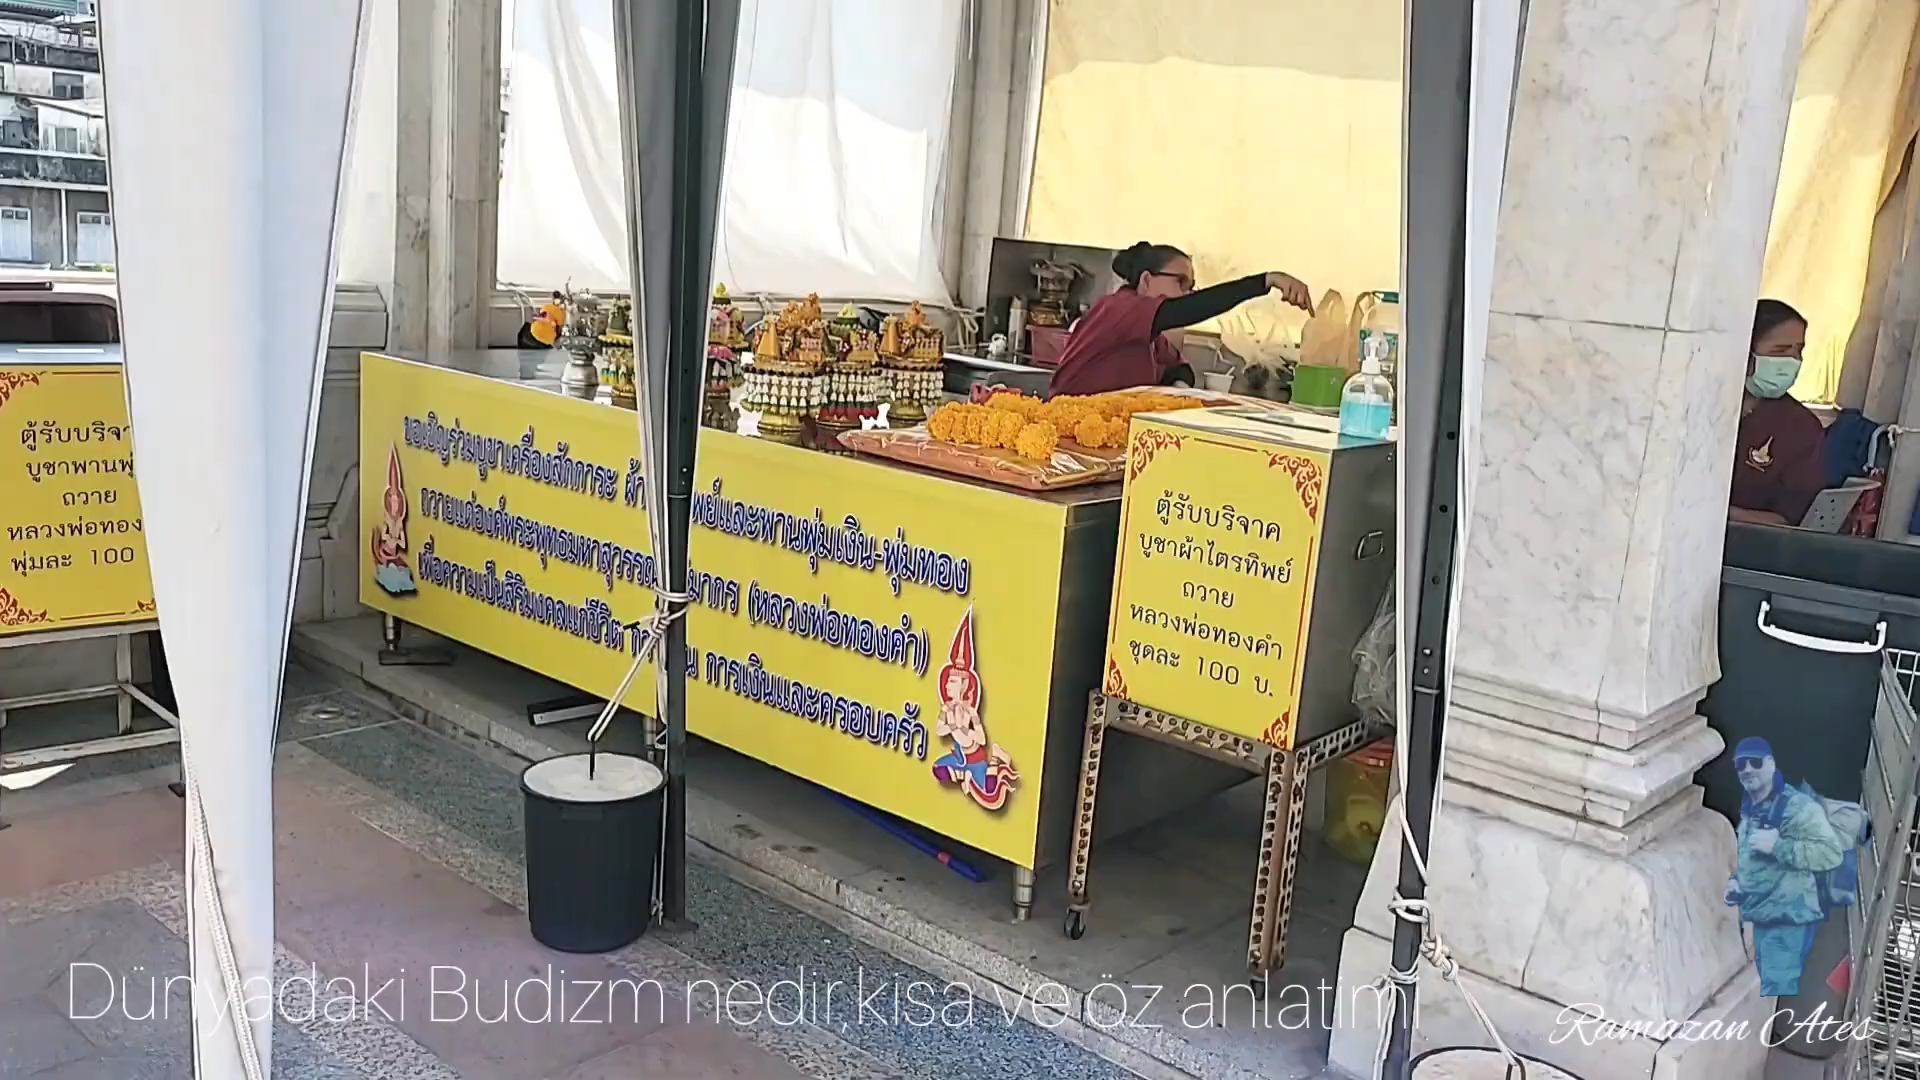 ตู้รับบริจา
บูชาพานพุ่
ถวาย
หลวงพ่อทอง
พุ่มละ 100
ขอเชิญร่วมบูชาเครื่องสักการะ ผ้า พย์และพานพุ่มเงิน-พุ่มทอง
ถวายแด่องค์พระพุทธมหาสุวรรณ มากร (หลวงพ่อทองคำ)
เพื่อความเป็นสิริมงคลแก่ชีวิต การเงินและครอบครัว
ตู้รับบริจาค
บูชาผ้าไตรทิพย์
ถวาย
หลวงพ่อทองคำ
ชุดละ 100 บ.
Dünyadaki Budizm nedir,kısa ve öz anlatımı
Ramazan Ates